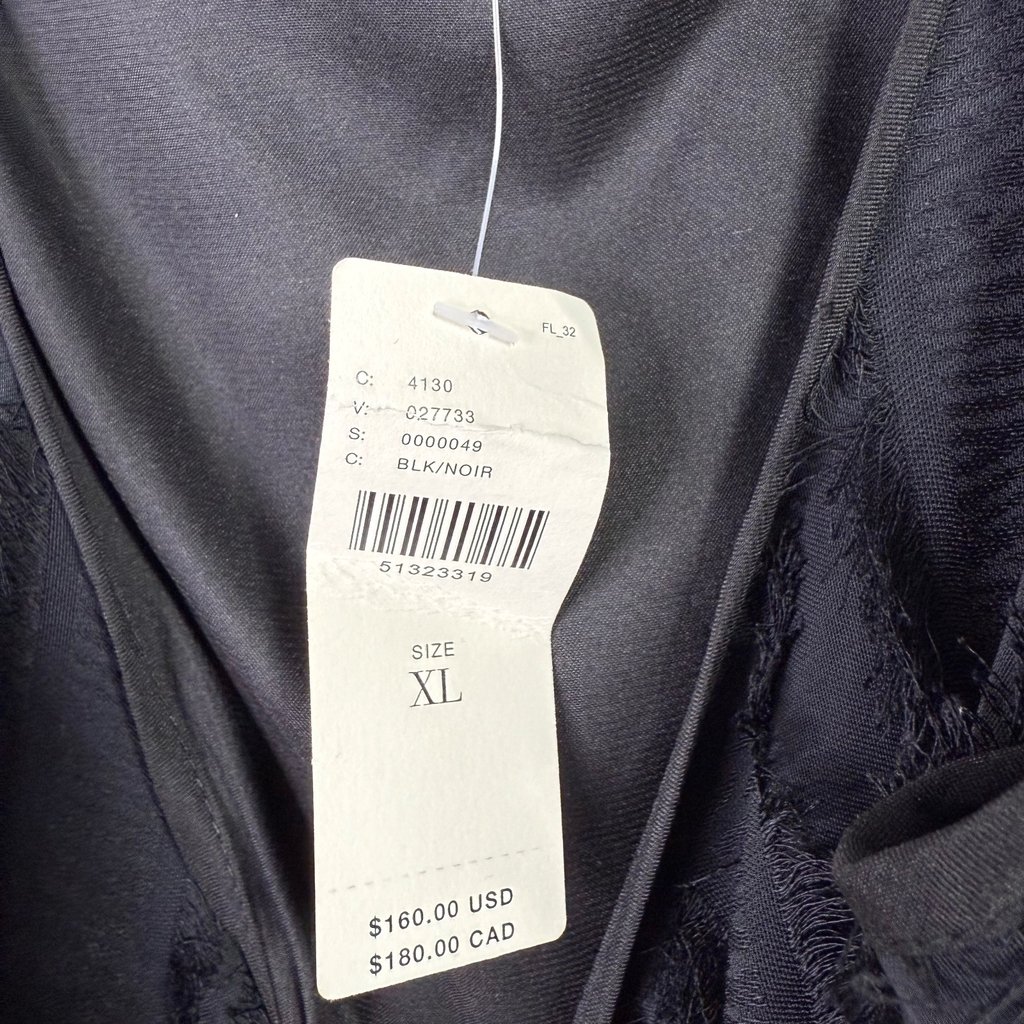 FL_32
C: 4130
V: 027733
S: 0000049
C: BLK/NOIR
51323319
SIZE
XL
$160.00 USD
$180.00 CAD